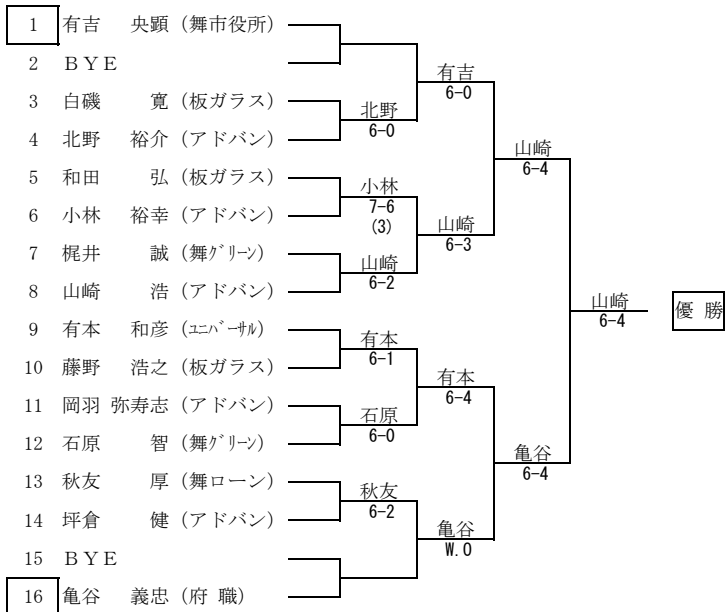 1 有吉 央顕 (舞市役所)
2 ＢＹＥ
有吉
6-0
3 白磯 寛 (板ガラス)
北野
6-0
4 北野 裕介 (アドバン)
山崎
6-4
5 和田 弘 (板ガラス)
小林
7-6
(3)
6 小林 裕幸 (アドバン)
山崎
6-3
7 梶井 誠 (舞ｸﾞﾘｰﾝ)
山崎
6-2
8 山崎 浩 (アドバン)
山崎
6-4
優 勝
9 有本 和彦 (ﾕﾆﾊﾞｰｻﾙ)
有本
6-1
10 藤野 浩之 (板ガラス)
有本
6-4
11 岡羽 弥寿志 (アドバン)
石原
6-0
12 石原 智 (舞ｸﾞﾘｰﾝ)
亀谷
6-4
13 秋友 厚 (舞ローン)
秋友
6-2
14 坪倉 健 (アドバン)
亀谷
W.O
15 ＢＹＥ
16 亀谷 義忠 (府 職)